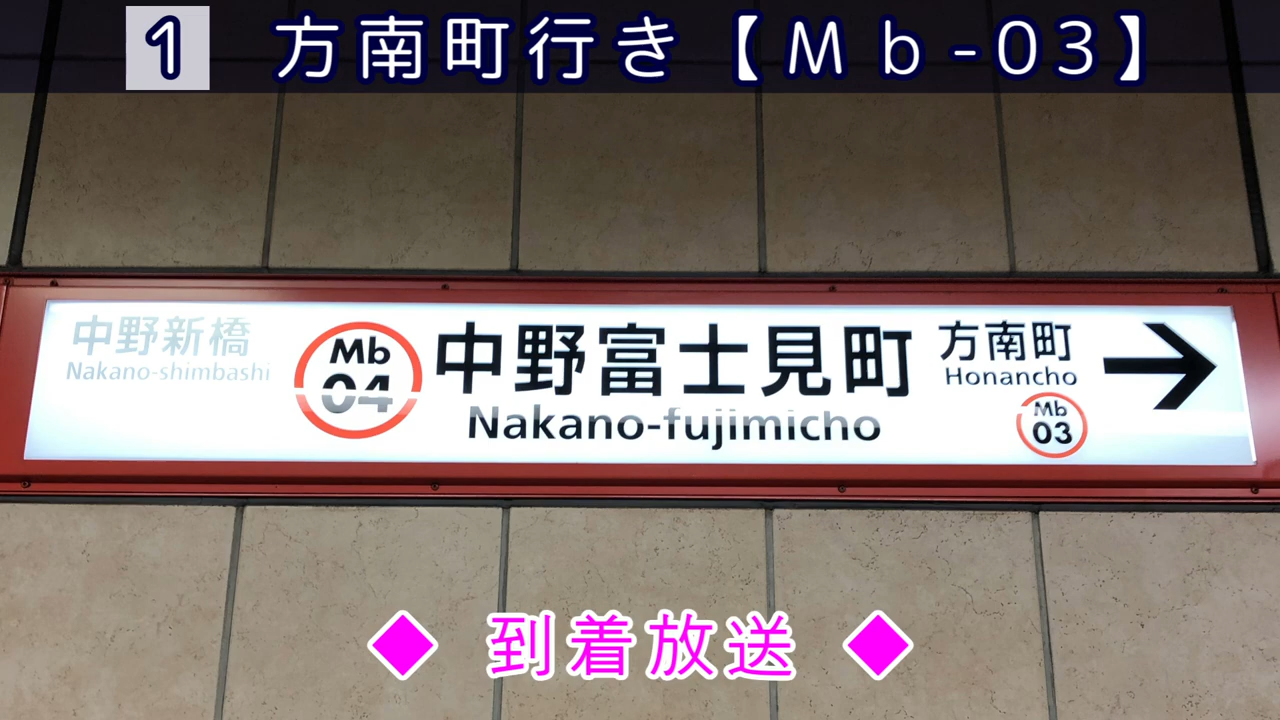 1 方南町行き【Mb-03】
中野新橋
Nakano-shimbashi
Mb
04
中野富士見町
Nakano-fujimicho
方南町
Honancho
Mb
03
◆ 到着放送 ◆